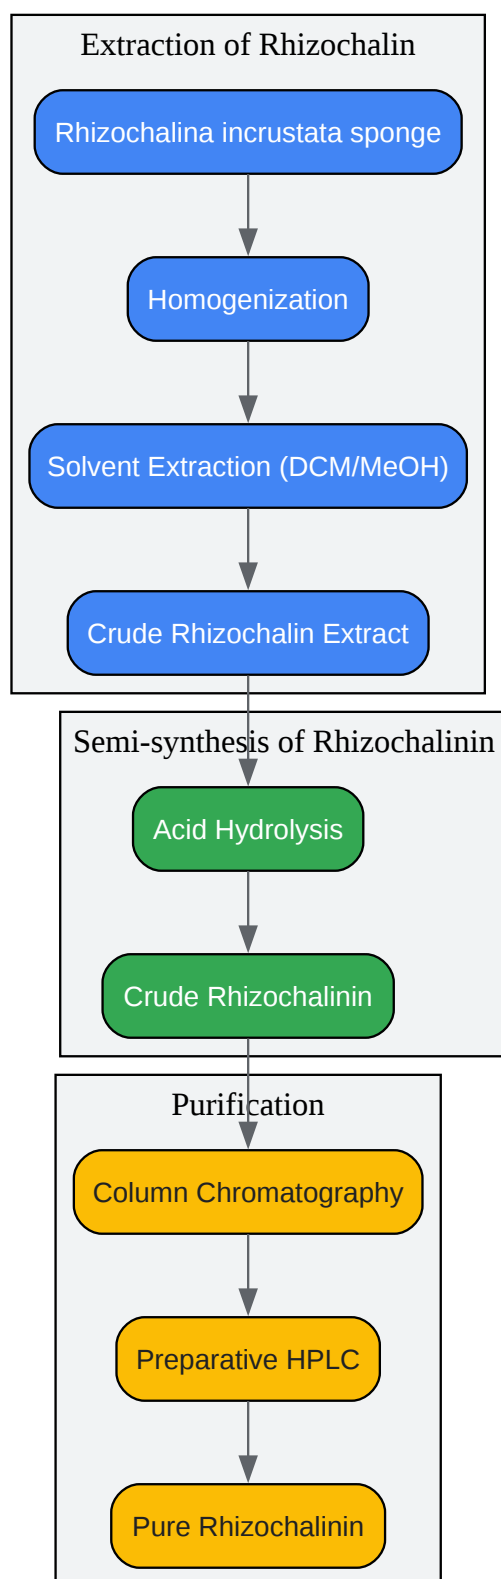 Extraction of Rhizochalin
Rhizochalina incrustata sponge
Homogenization
Solvent Extraction (DCM/MeOH)
Crude Rhizochalin Extract
Semi-synthesis of Rhizochalinin
Acid Hydrolysis
Crude Rhizochalinin
Purification
Column Chromatography
Preparative HPLC
Pure Rhizochalinin